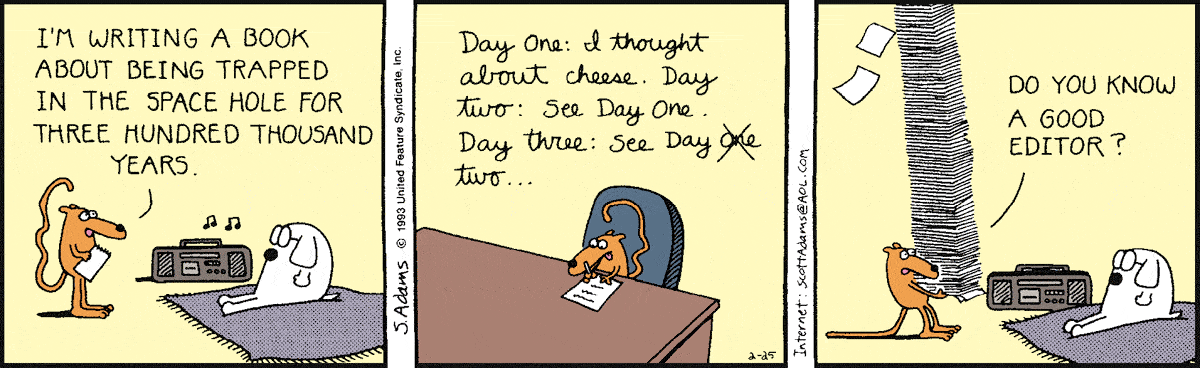 I'M WRITING A BOOK
ABOUT BEING TRAPPED
IN THE SPACE HOLE FOR
THREE HUNDRED THOUSAND
YEARS.
S. Adams © 1993 United Feature Syndicate, Inc.
Day One: I thought
about cheese. Day
two: See Day One.
Day three: See Day One
two...
2-25
Internet: ScottAdams@AOL.com
DO YOU KNOW
A GOOD
EDITOR?